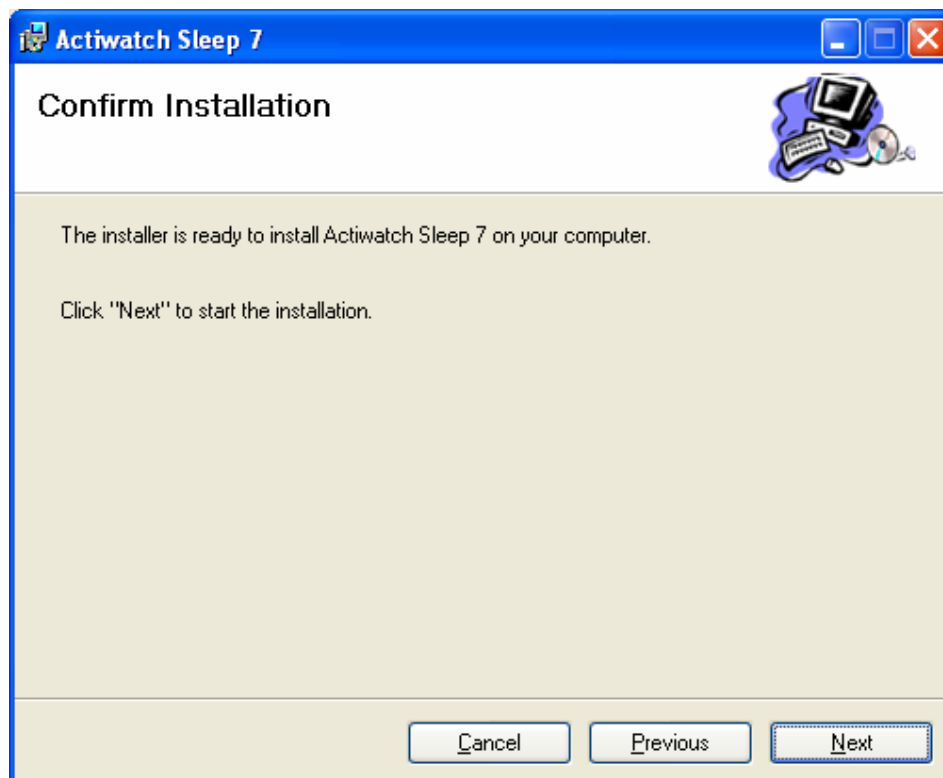 Actiwatch Sleep 7
Confirm Installation
The installer is ready to install Actiwatch Sleep 7 on your computer.
Click "Next" to start the installation.
Cancel Previous Next